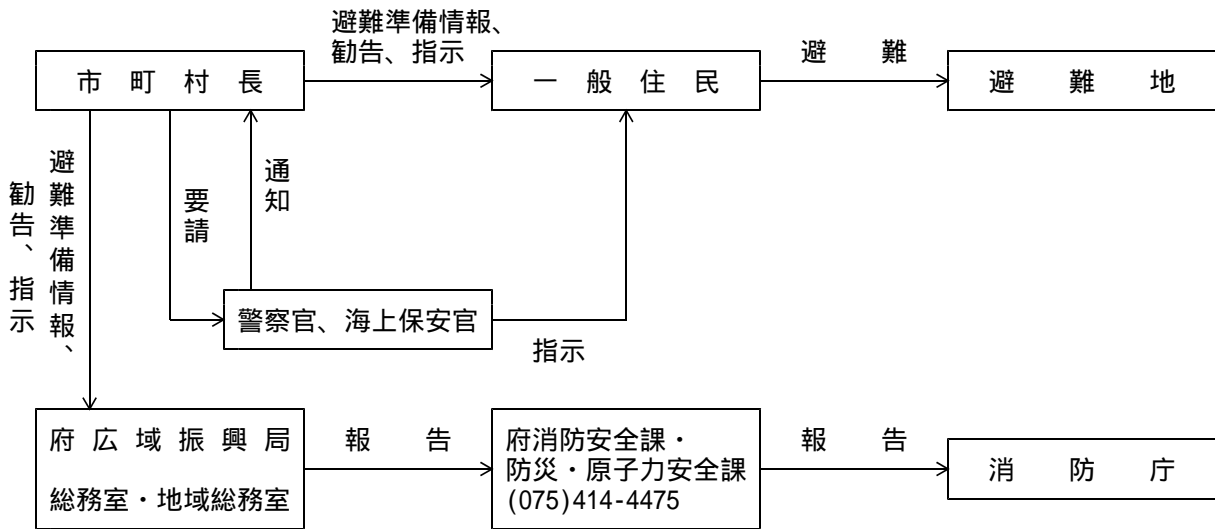 避難準備情報、
勧告、指示
避　　難
市　町　村　長
一　般　住　民
避　　難　　地
避難準備情報、
勧告、指示
要請
通知
警察官、海上保安官
指示
府 広 域 振 興 局
総務室・地域総務室
報　　告
府消防安全課・
防災・原子力安全課
(075)414-4475
報　　告
消　　防　　庁